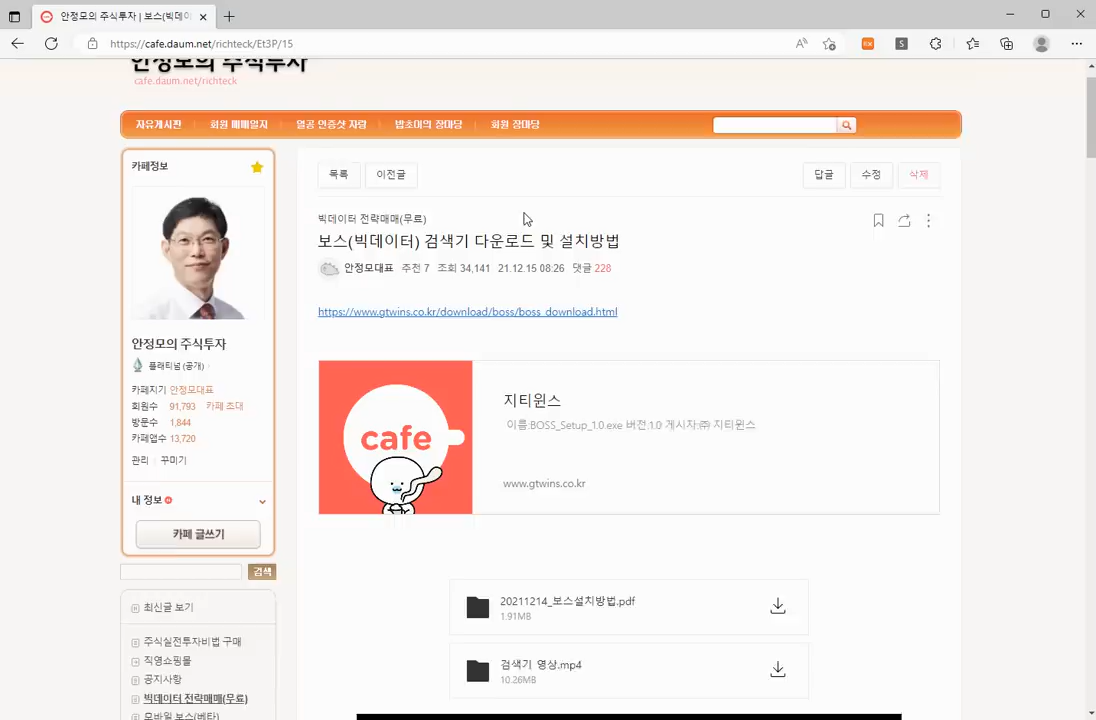 안정모의 주식투자 | 보스(빅데이
https://cafe.daum.net/richteck/Et3P/15
안정모의 주식투자
cafe.daum.net/richteck
자유게시판 회원 매매일지 열공 인증샷 자랑 밥초미의 장마당 회원 장마당
카페정보
안정모의 주식투자
플래티넘 (공개)
카페지기 안정모대표
회원수 91,793 카페 초대
방문수 1,844
카페앱수 13,720
관리 꾸미기
내 정보
카페 글쓰기
검색
최신글 보기
주식실전투자비법 구매
직영쇼핑몰
공지사항
빅데이터 전략매매(무료)
모바일 보스(베타)
목록 이전글 답글 수정 삭제
빅데이터 전략매매(무료)
보스(빅데이터) 검색기 다운로드 및 설치방법
안정모대표 추천 7 조회 34,141 21.12.15 08:26 댓글 228
https://www.gtwins.co.kr/download/boss/boss_download.html
cafe
지티윈스
이름:BOSS_Setup_1.0.exe 버전:1.0 게시자:㈜ 지티윈스
www.gtwins.co.kr
20211214_보스설치방법.pdf
1.91MB
검색기 영상.mp4
10.26MB